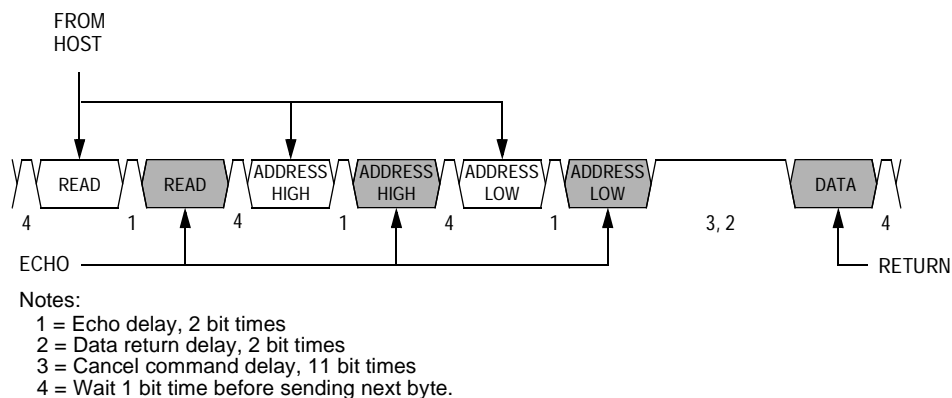 FROM
HOST
READ
READ
ADDRESS
HIGH
ADDRESS
HIGH
ADDRESS
LOW
ADDRESS
LOW
DATA
4
1
4
1
4
1
3, 2
4
ECHO
RETURN
Notes:
1 = Echo delay, 2 bit times
2 = Data return delay, 2 bit times
3 = Cancel command delay, 11 bit times
4 = Wait 1 bit time before sending next byte.